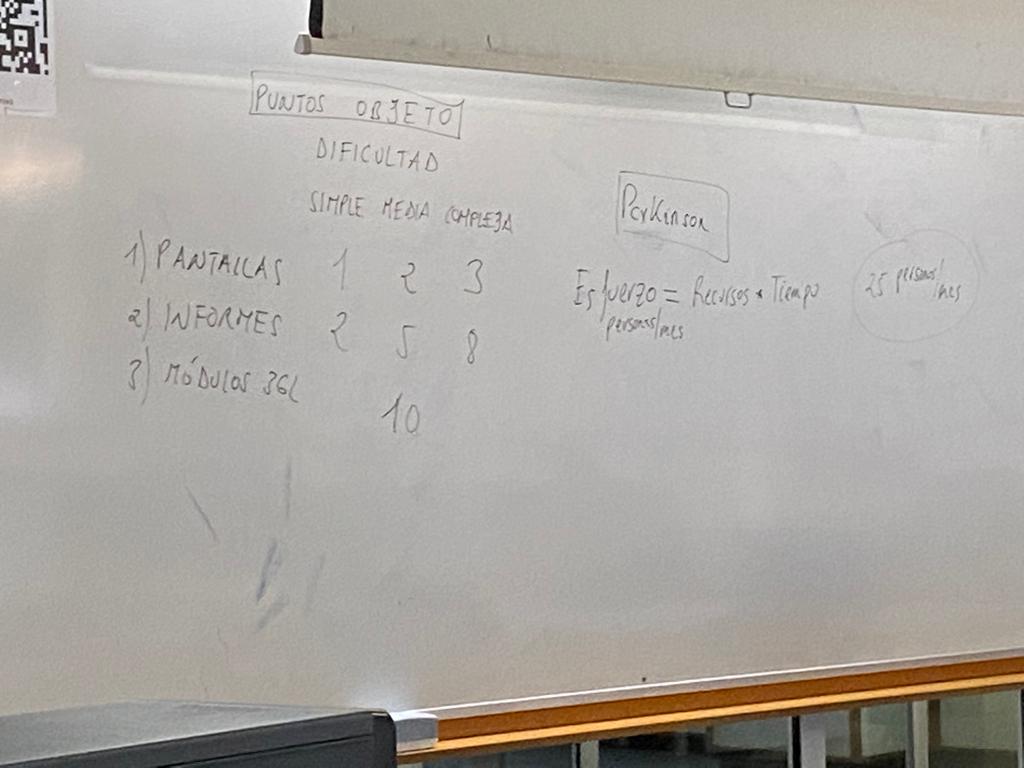 PUNTOS OBJETO
DIFICULTAD
SIMPLE MEDIA COMPLEJA
1) PANTALLAS 1 2 3
2) INFORMES 2 5 8
3) MÓDULOS 3GL 10
Parkinson
Esfuerzo = Recursos * Tiempo
personas/mes
25 personas/mes